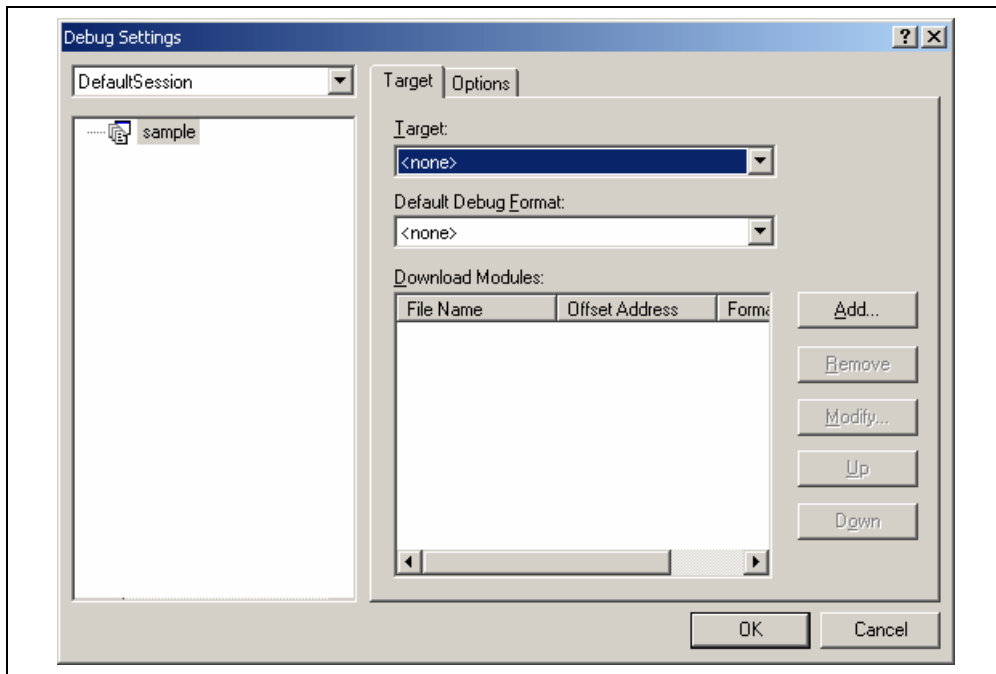 Debug Settings
DefaultSession
sample
Target Options
Target:
<none>
Default Debug Format:
<none>
Download Modules:
File Name Offset Address Forma
Add...
Remove
Modify...
Up
Down
OK Cancel